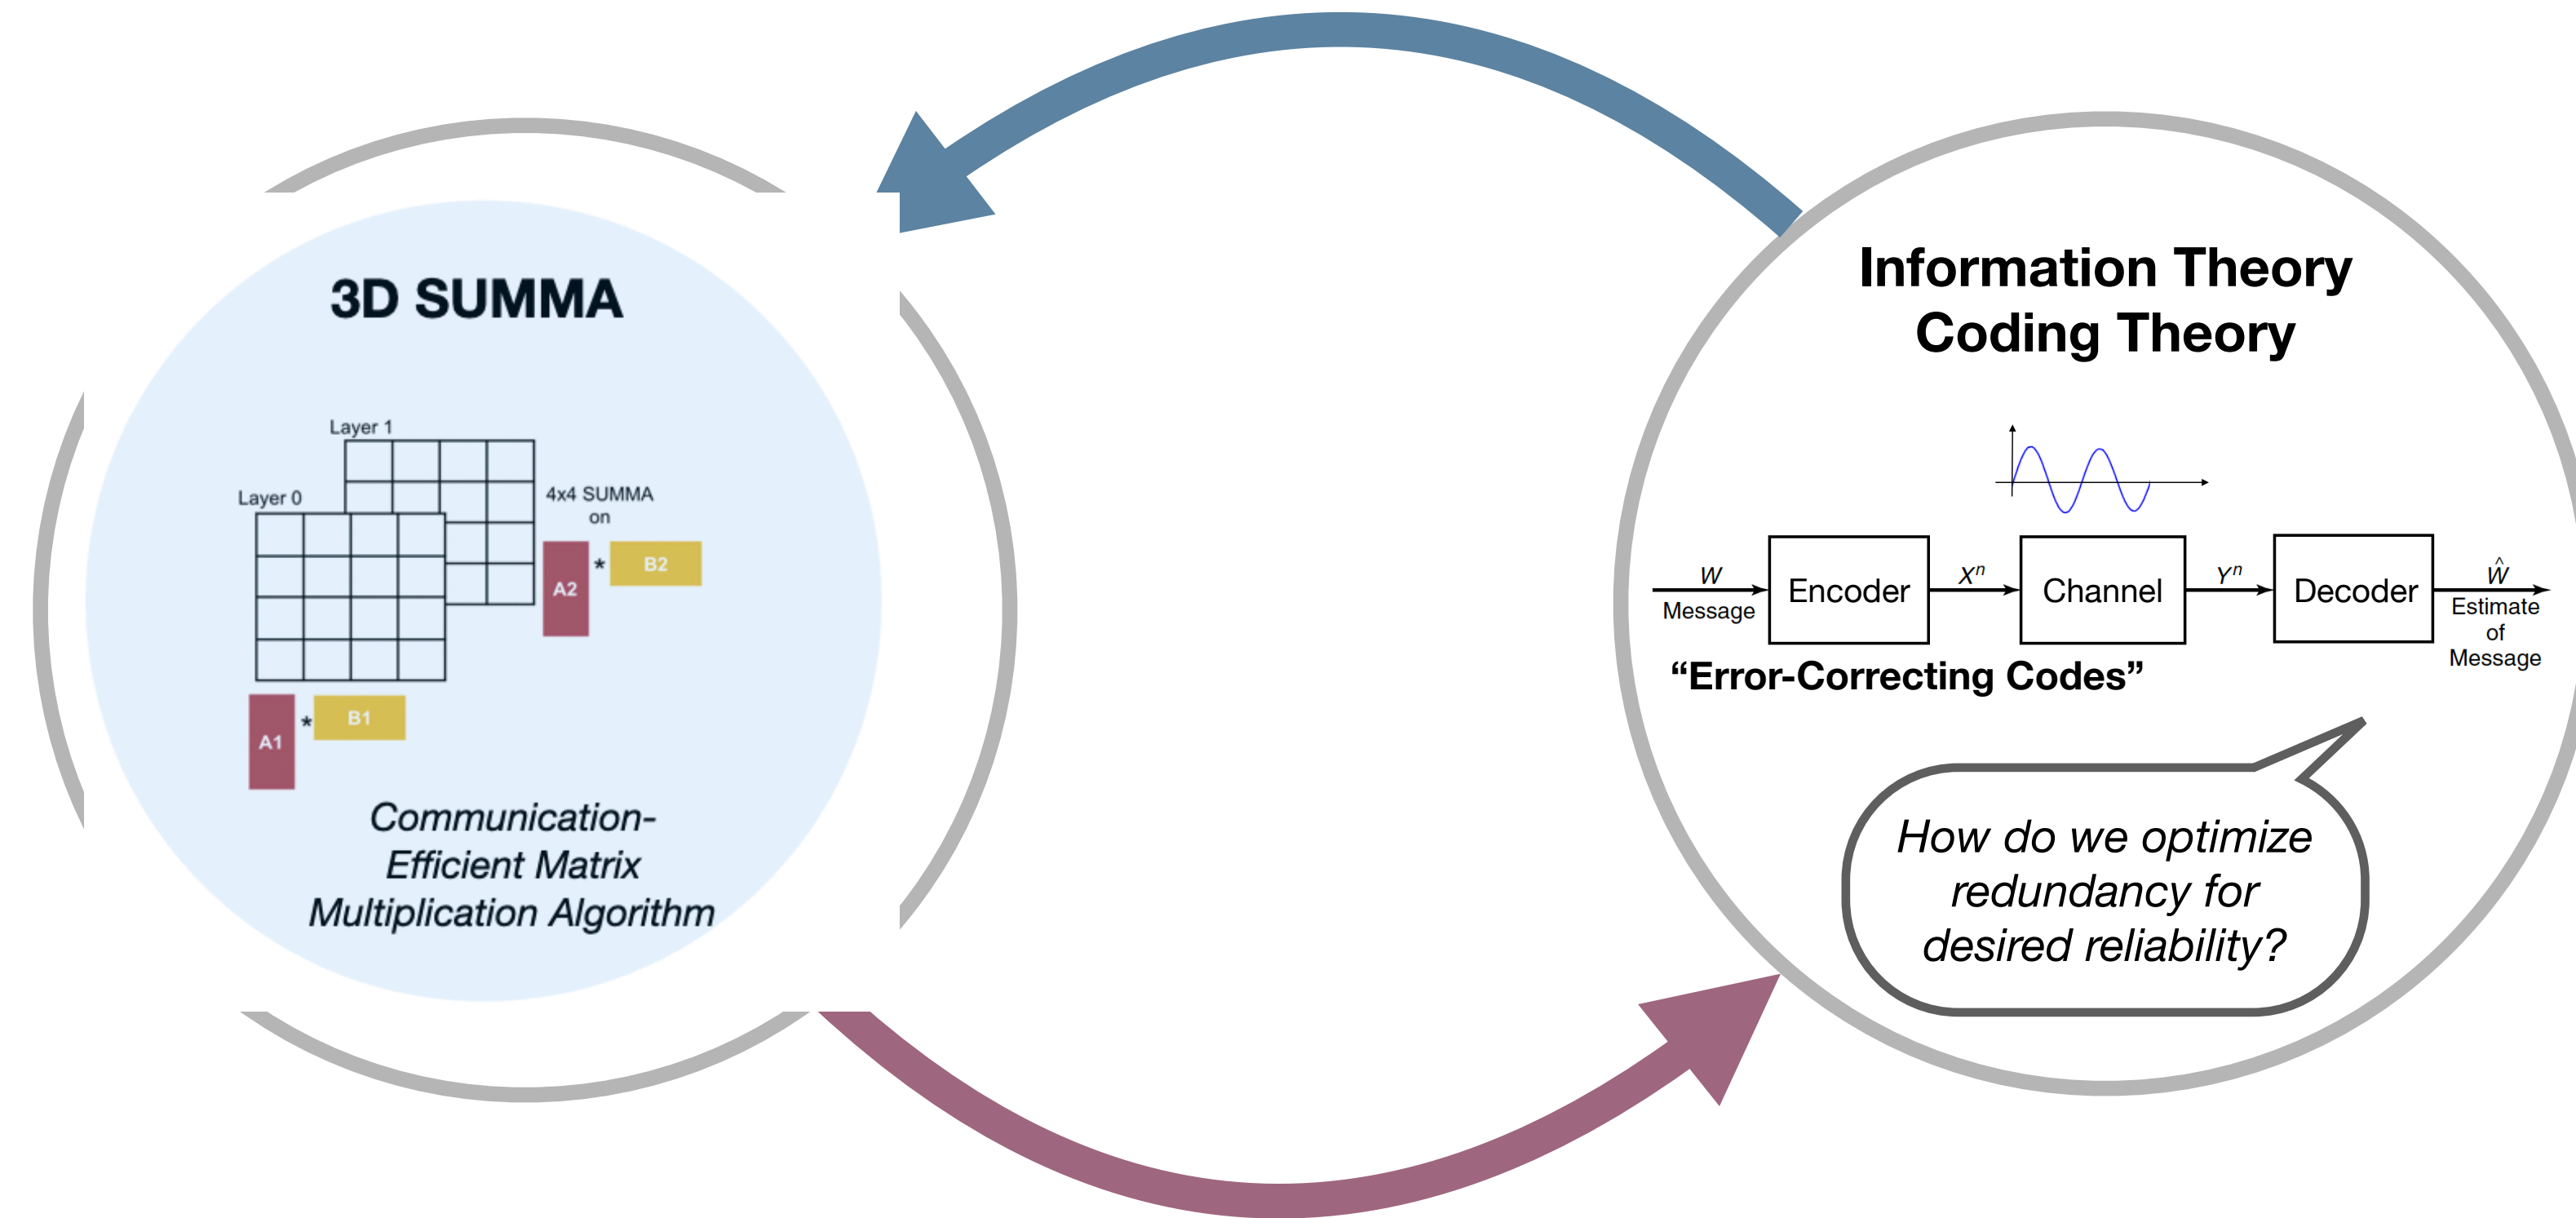 3D SUMMA
Layer 1
Layer 0
4x4 SUMMA
on
A2
*
B2
A1
*
B1
Communication-
Efficient Matrix
Multiplication Algorithm
Information Theory
Coding Theory
W
Message
Encoder
Xⁿ
Channel
Yⁿ
Decoder
Ŵ
Estimate
of
Message
“Error-Correcting Codes”
How do we optimize
redundancy for
desired reliability?